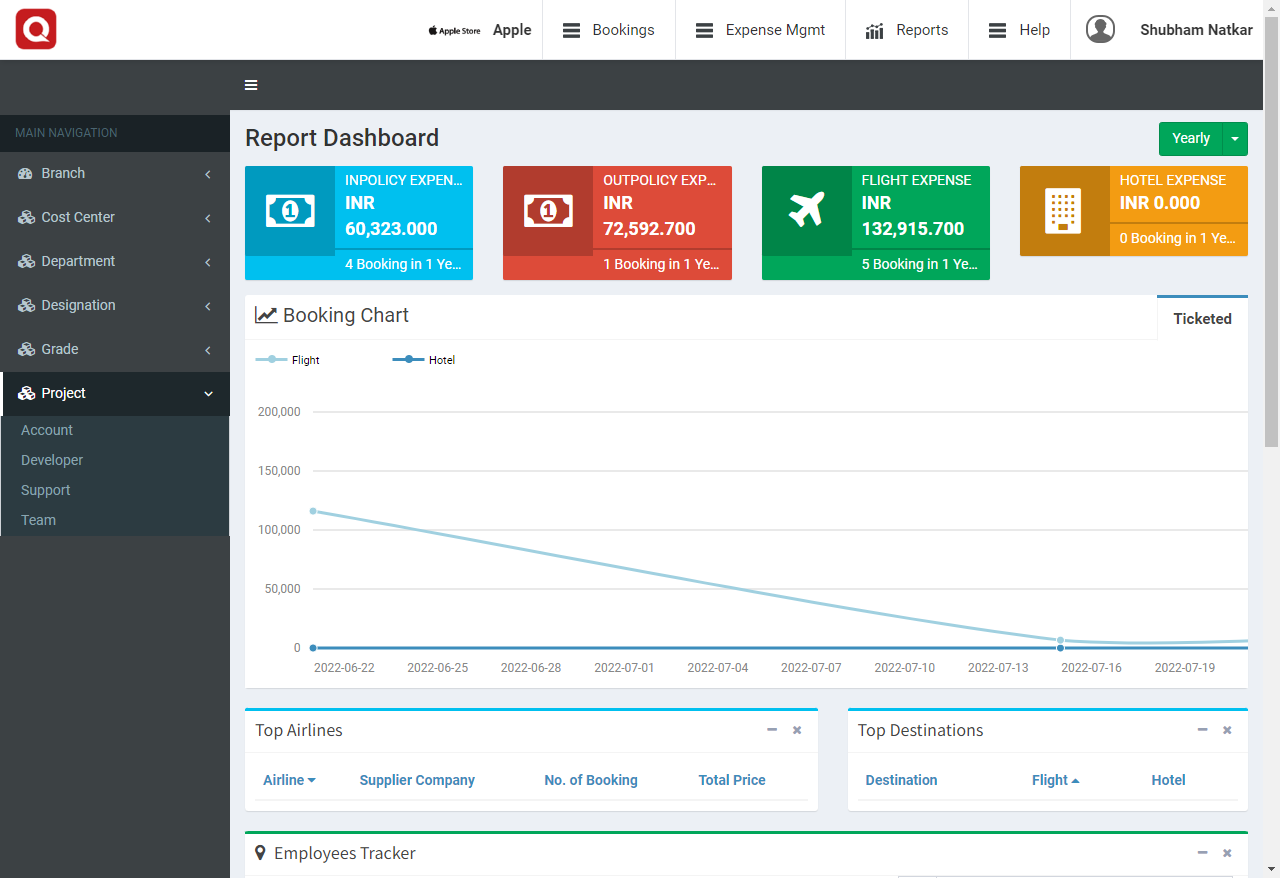 Q
Apple Store Apple
Bookings
Expense Mgmt
Reports
Help
Shubham Natkar
MAIN NAVIGATION
Branch
Cost Center
Department
Designation
Grade
Project
Account
Developer
Support
Team
Report Dashboard
Yearly
INPOLICY EXPEN...
INR
60,323.000
4 Booking in 1 Ye...
OUTPOLICY EXP...
INR
72,592.700
1 Booking in 1 Ye...
FLIGHT EXPENSE
INR
132,915.700
5 Booking in 1 Ye...
HOTEL EXPENSE
INR 0.000
0 Booking in 1 Ye...
Booking Chart
Ticketed
Flight Hotel
200,000
150,000
100,000
50,000
0
2022-06-22 2022-06-25 2022-06-28 2022-07-01 2022-07-04 2022-07-07 2022-07-10 2022-07-13 2022-07-16 2022-07-19
Top Airlines
Airline Supplier Company No. of Booking Total Price
Top Destinations
Destination Flight Hotel
Employees Tracker